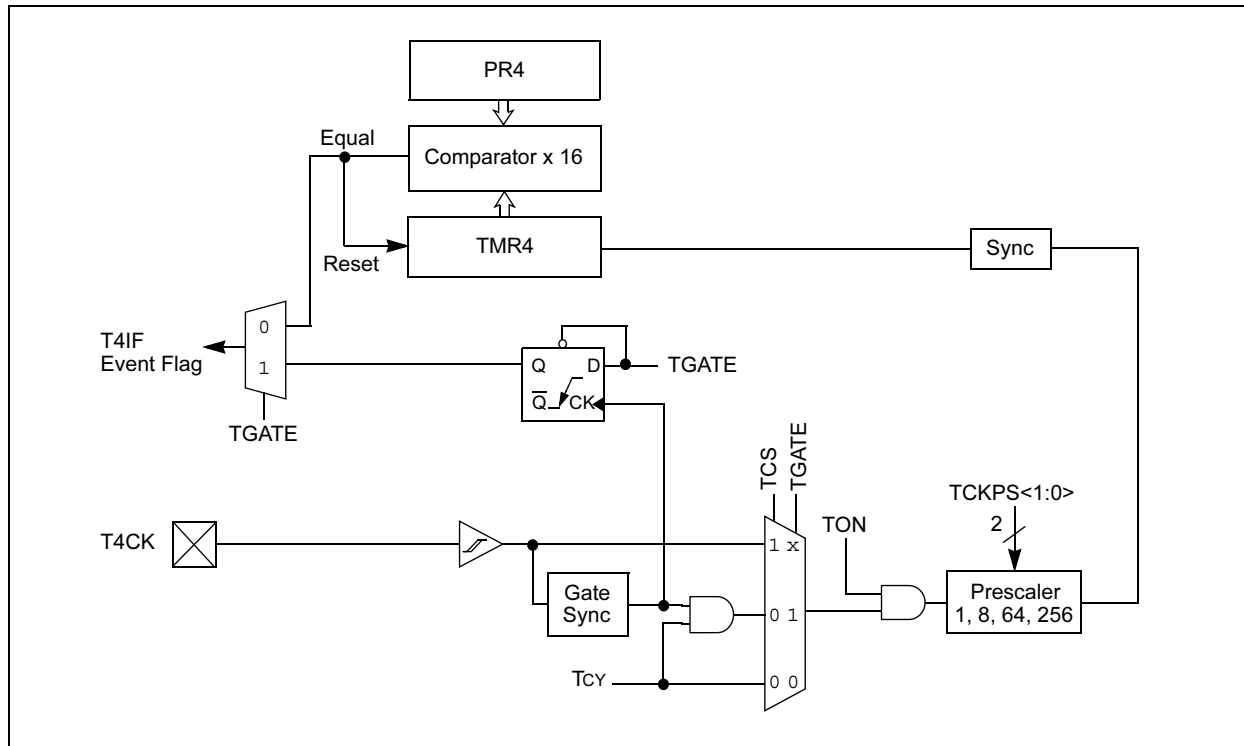 PR4
Equal
Comparator x 16
Reset
TMR4
Sync
T4IF
Event Flag
0
1
TGATE
Q
D
Q̅
CK
TGATE
TCS
TGATE
T4CK
1 x
0 1
0 0
Gate
Sync
TCY
TON
TCKPS<1:0>
2
Prescaler
1, 8, 64, 256